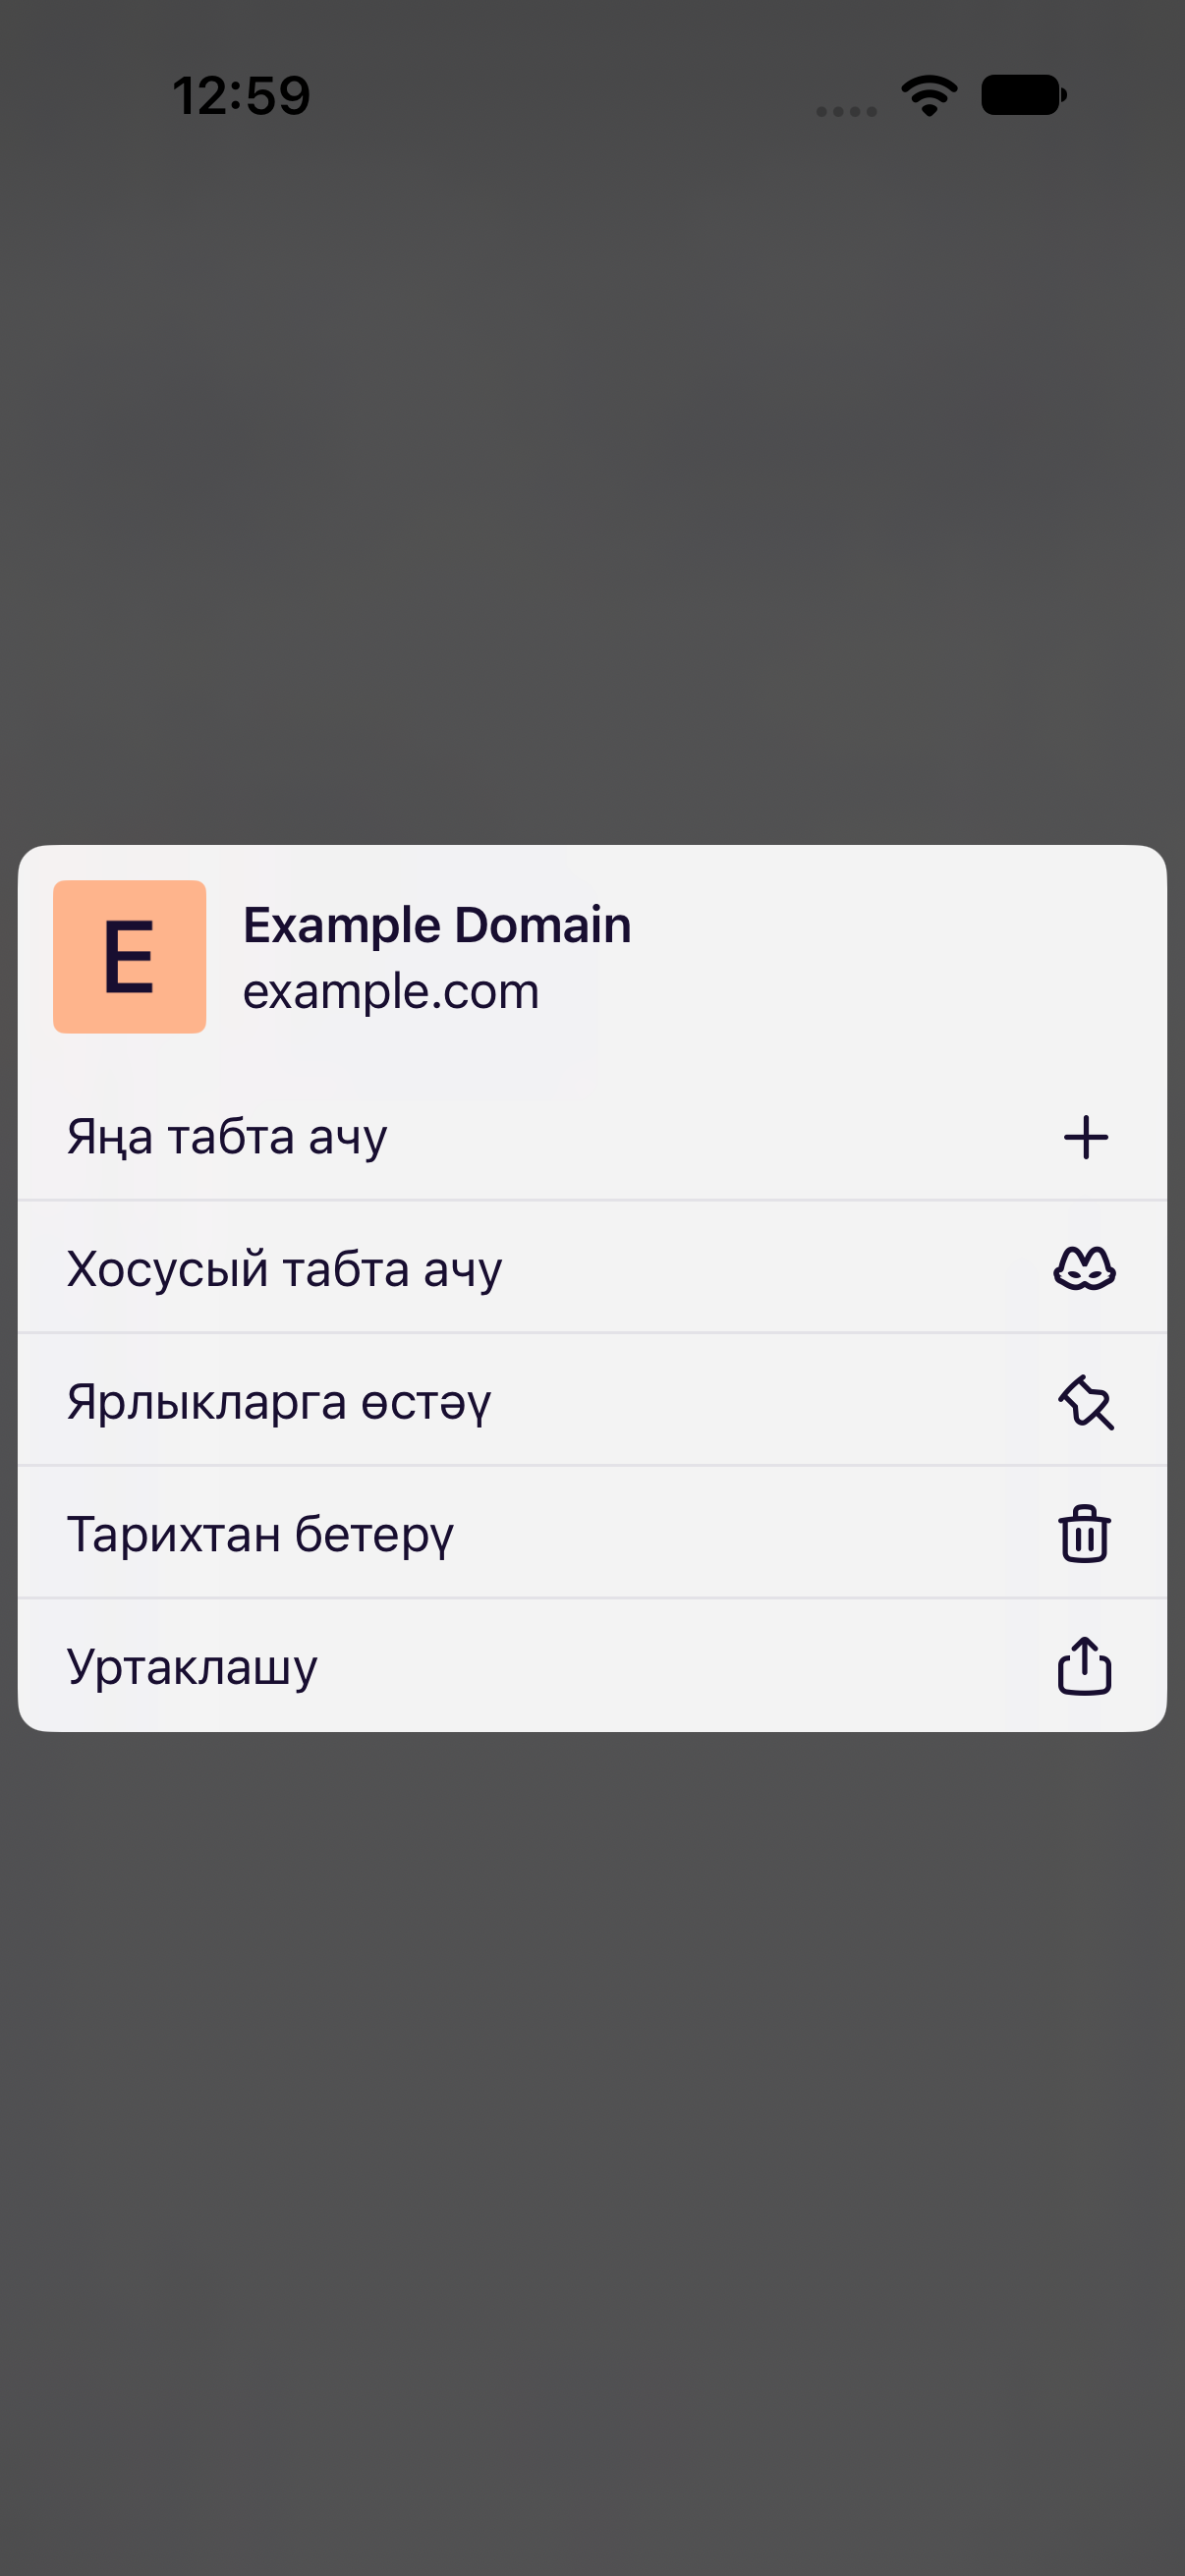 12:59
E
Example Domain
example.com
Яңа табта ачу
Хосусый табта ачу
Ярлыкларга өстәү
Тарихтан бетерү
Уртаклашу